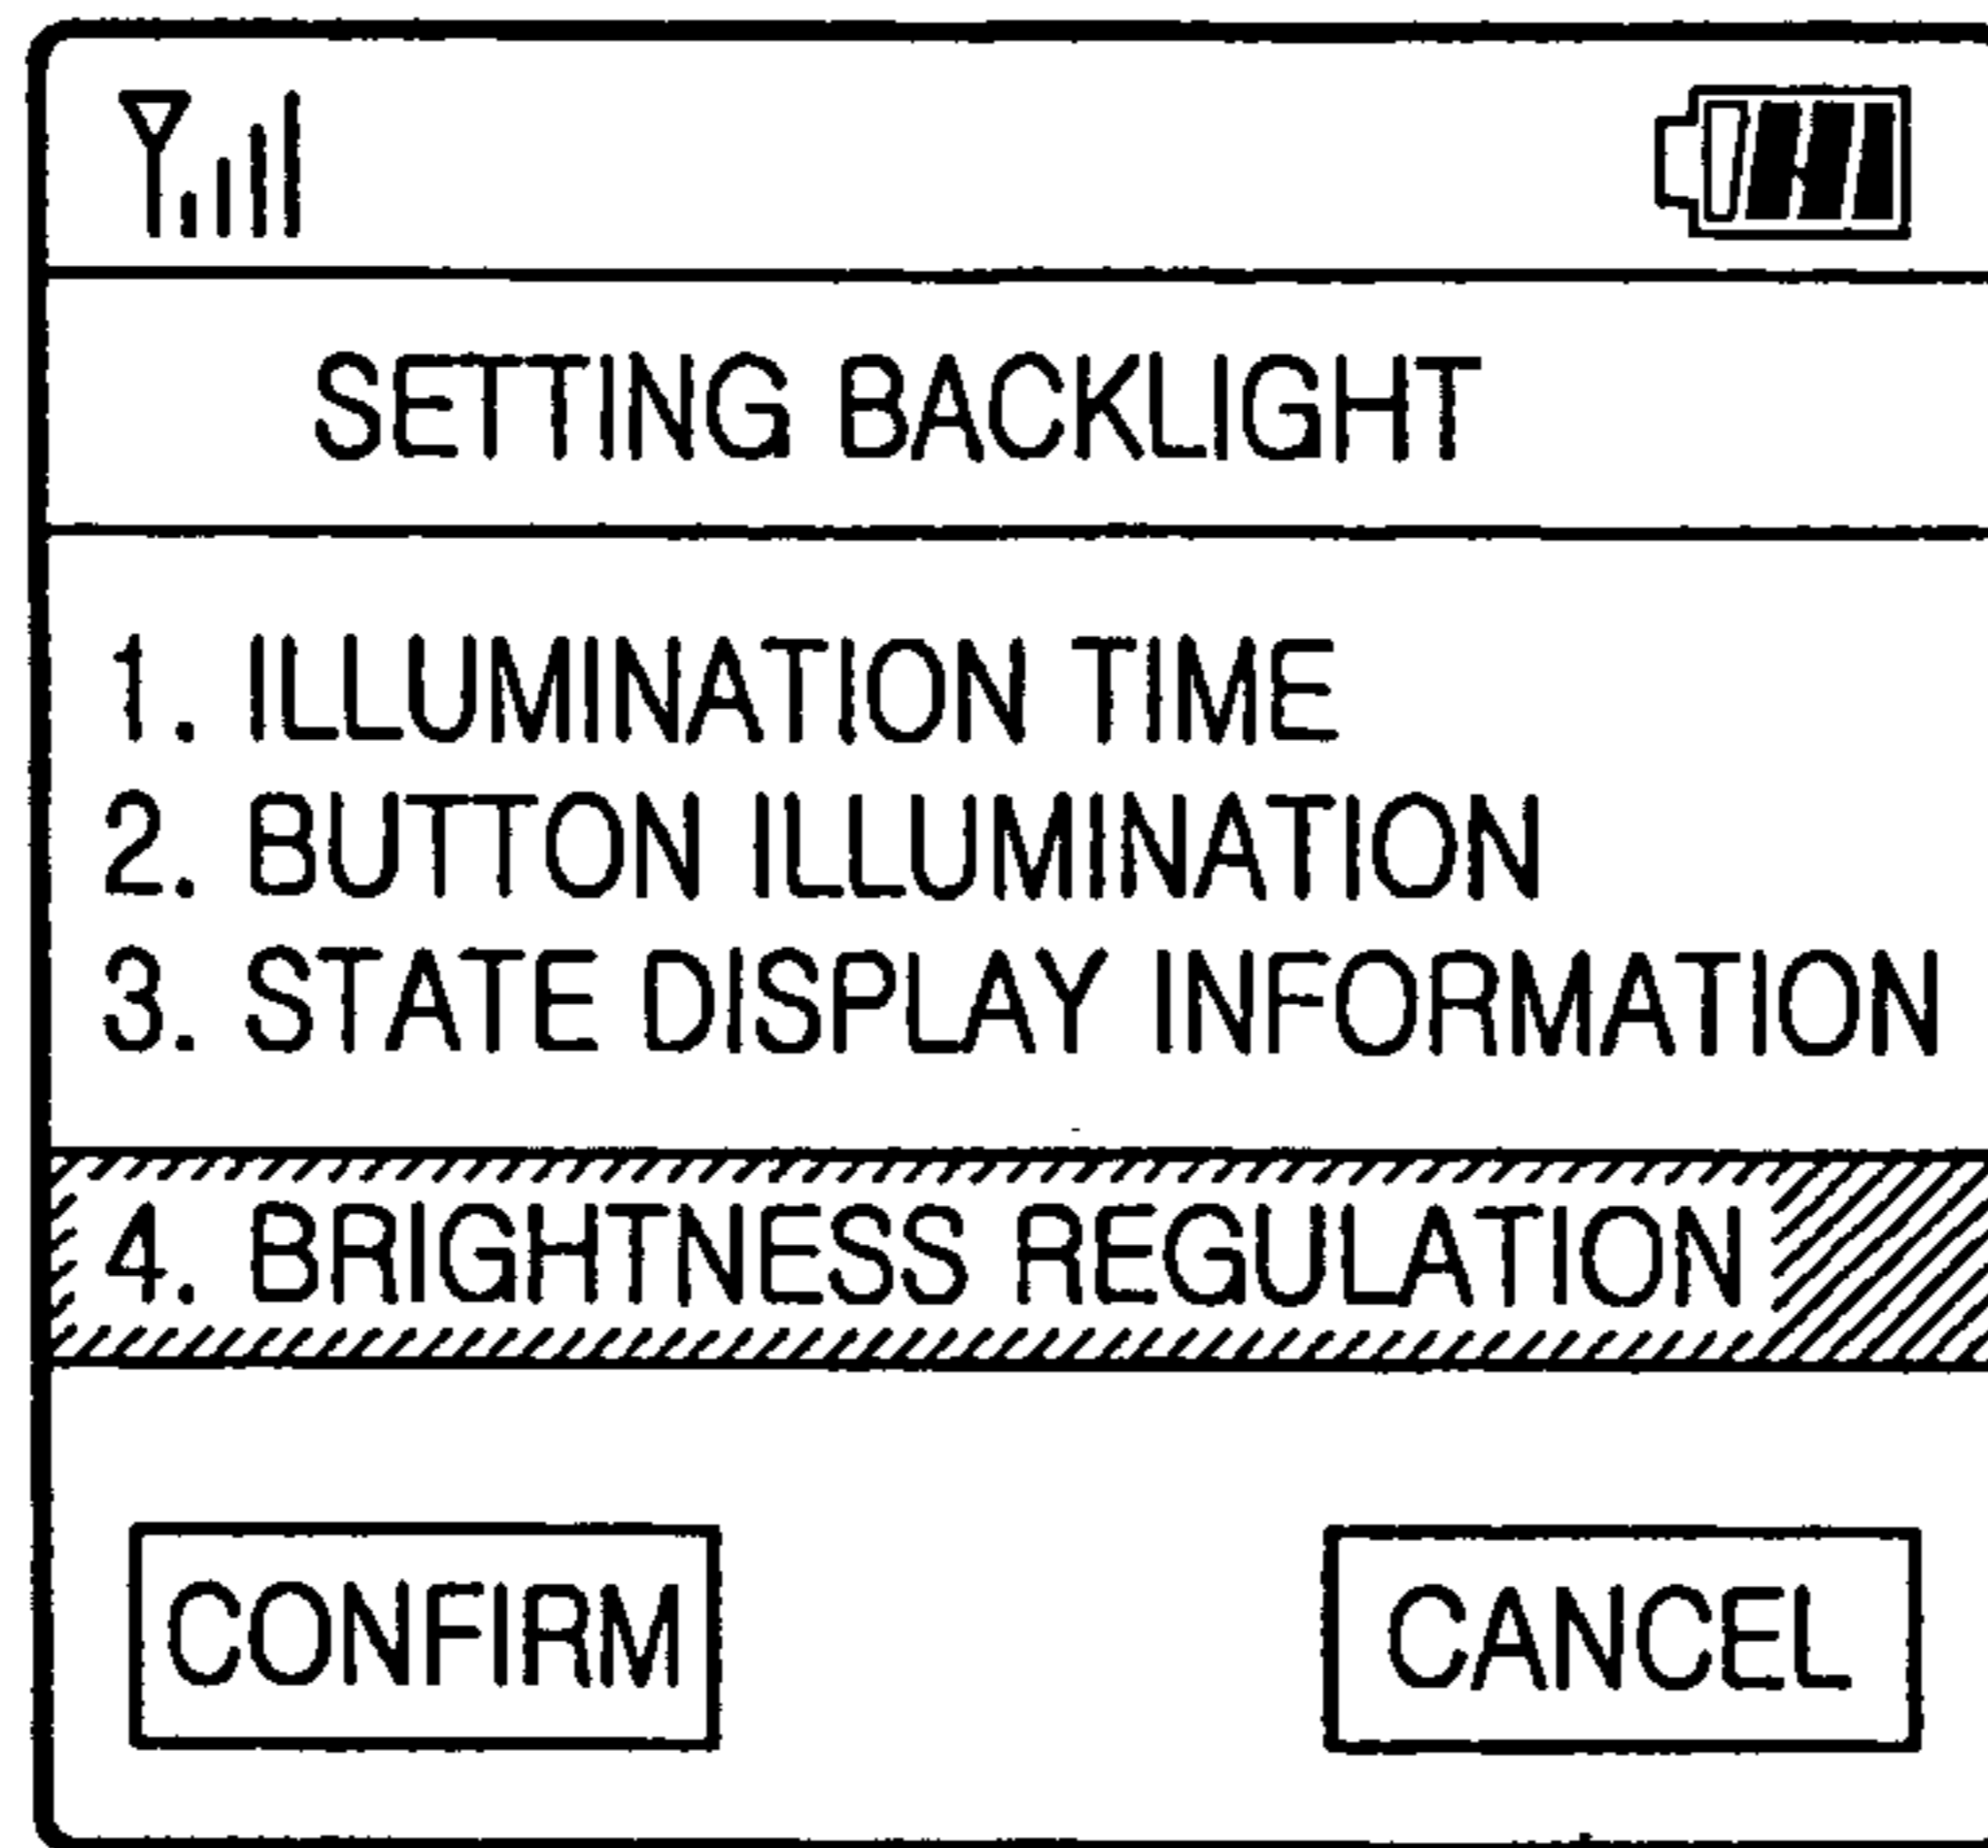 SETTING BACKLIGHT
1. ILLUMINATION TIME
2. BUTTON ILLUMINATION
3. STATE DISPLAY INFORMATION
4. BRIGHTNESS REGULATION
CONFIRM
CANCEL